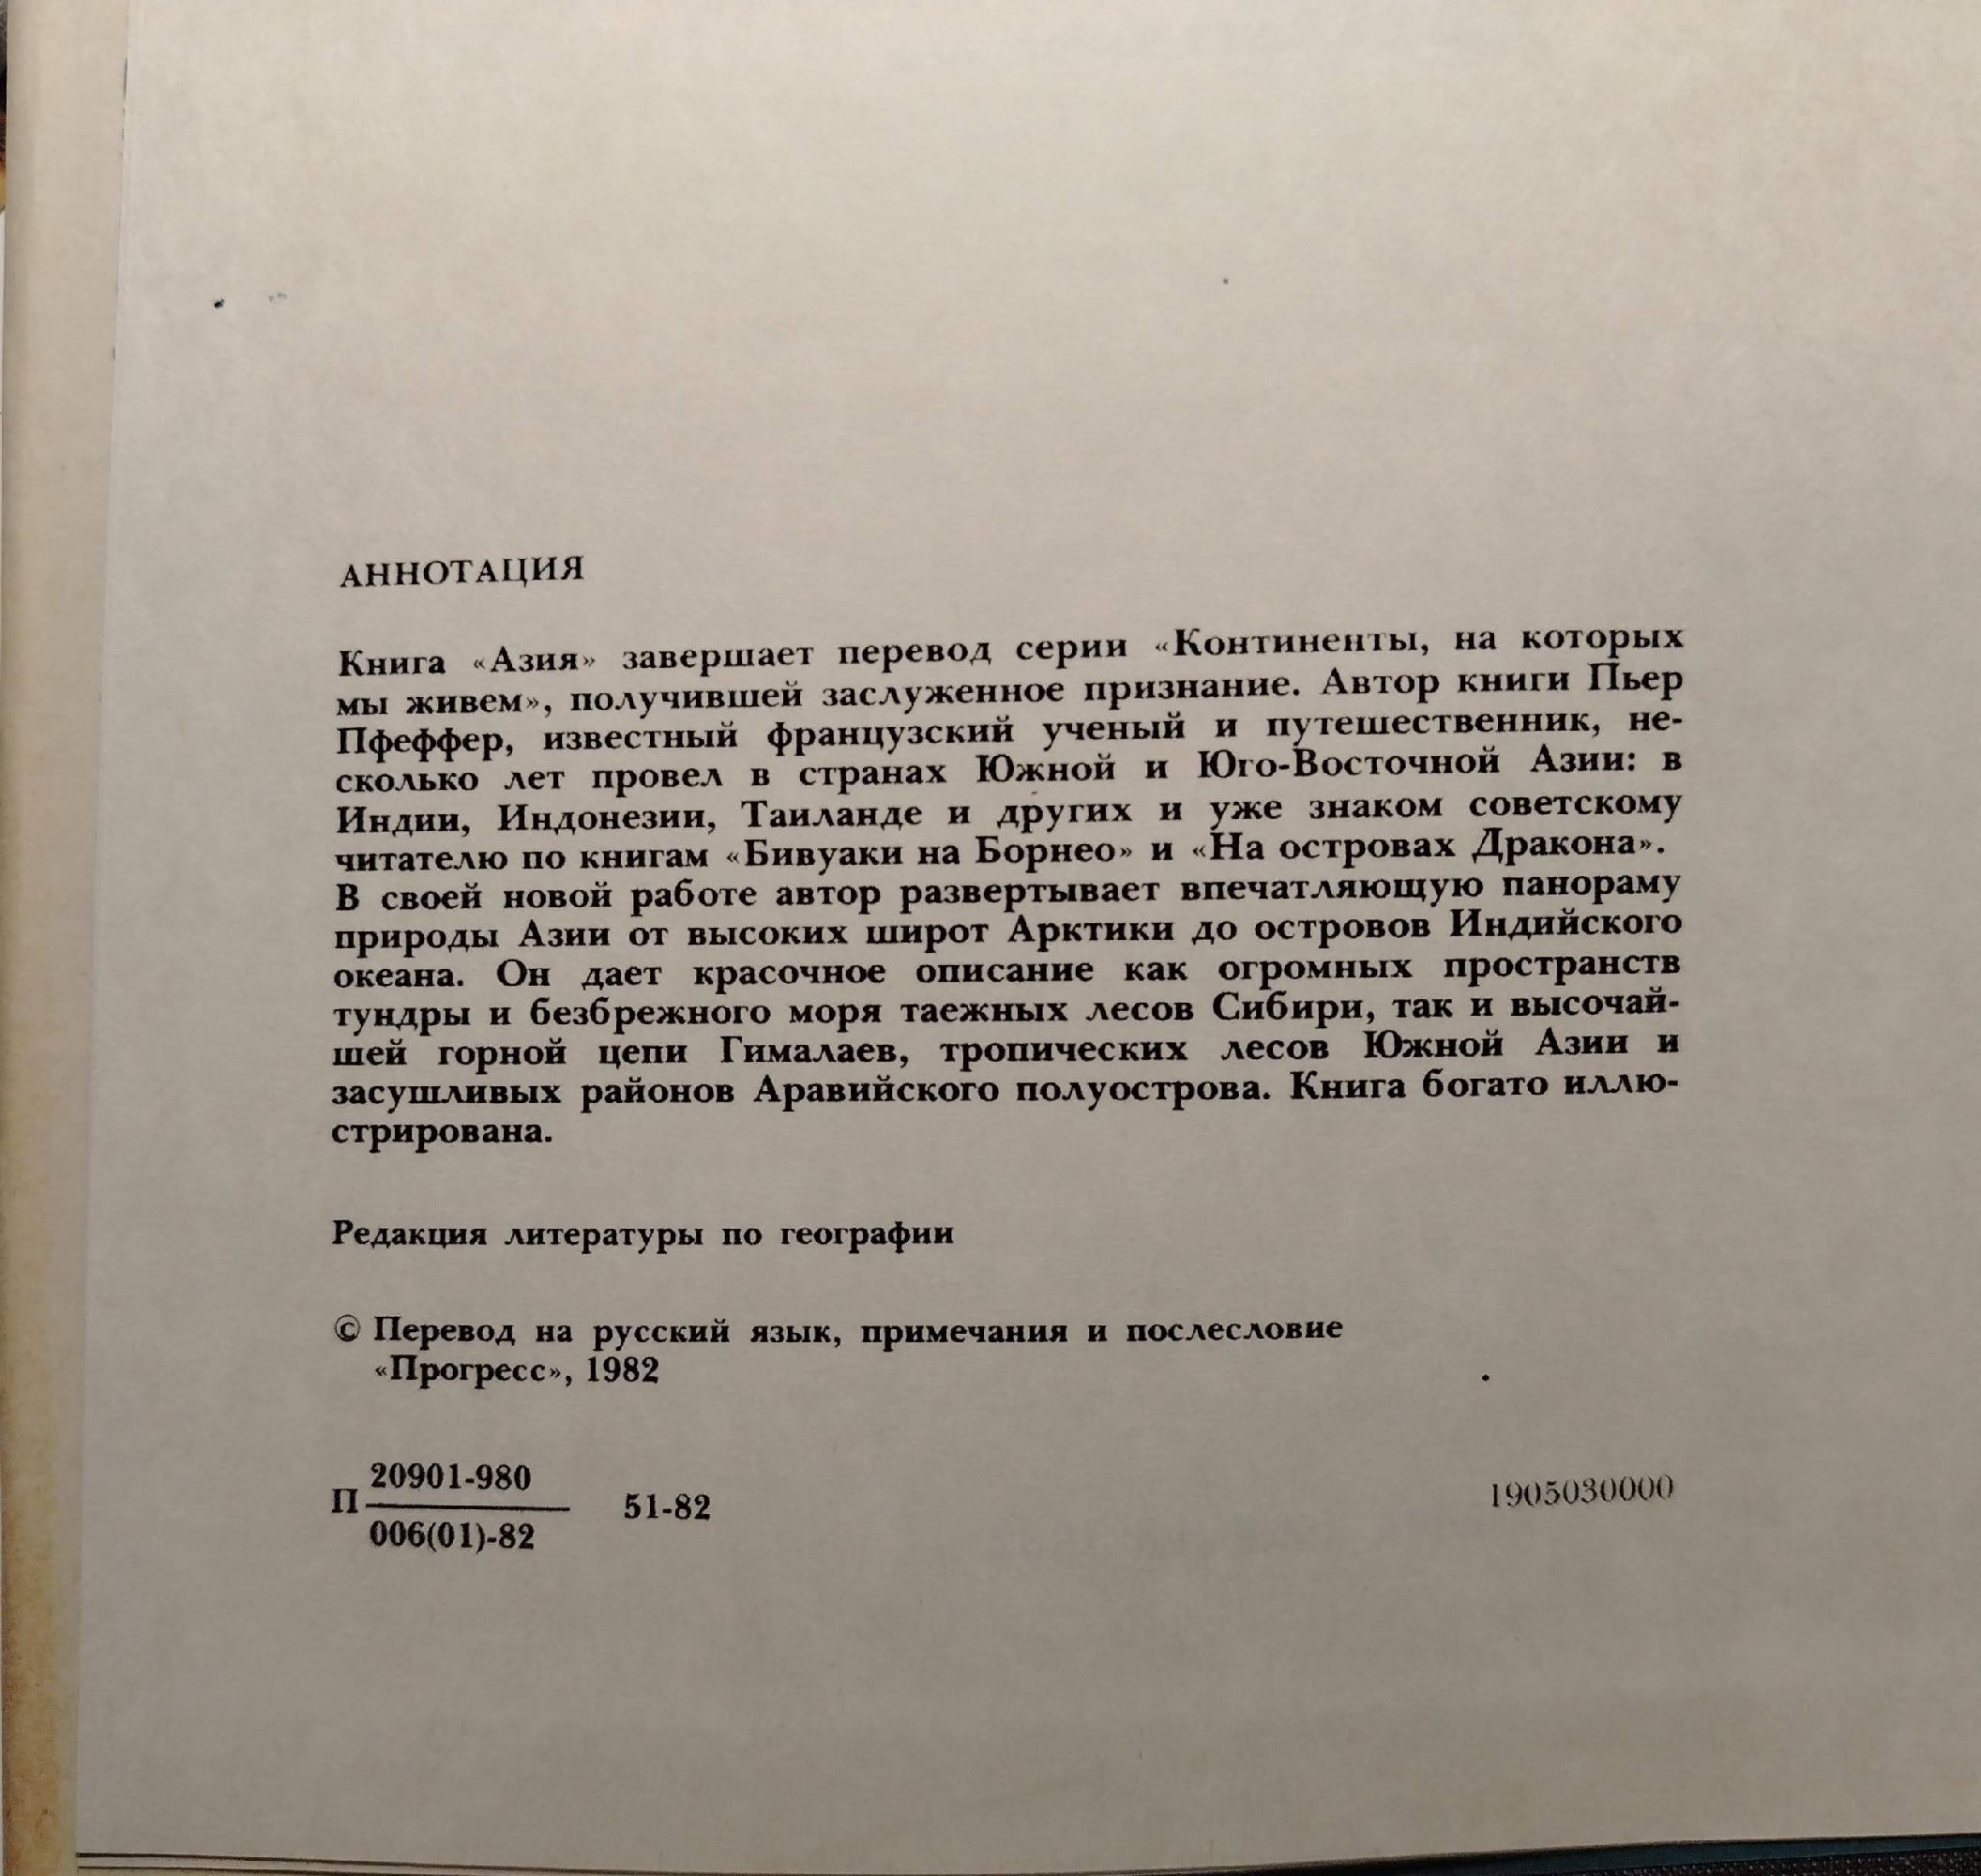 АННОТАЦИЯ
Книга «Азия» завершает перевод серии «Континенты, на которых
мы живем», получившей заслуженное признание. Автор книги Пьер
Пфеффер, известный французский ученый и путешественник, не-
сколько лет провел в странах Южной и Юго-Восточной Азии: в
Индии, Индонезии, Таиланде и других и уже знаком советскому
читателю по книгам «Бивуаки на Борнео» и «На островах Дракона».
В своей новой работе автор развертывает впечатляющую панораму
природы Азии от высоких широт Арктики до островов Индийского
океана. Он дает красочное описание как огромных пространств
тундры и безбрежного моря таежных лесов Сибири, так и высочай-
шей горной цепи Гималаев, тропических лесов Южной Азии и
засушливых районов Аравийского полуострова. Книга богато иллю-
стрирована.
Редакция литературы по географии
© Перевод на русский язык, примечания и послесловие
«Прогресс», 1982
20901-980
П 51-82 1905030000
006(01)-82